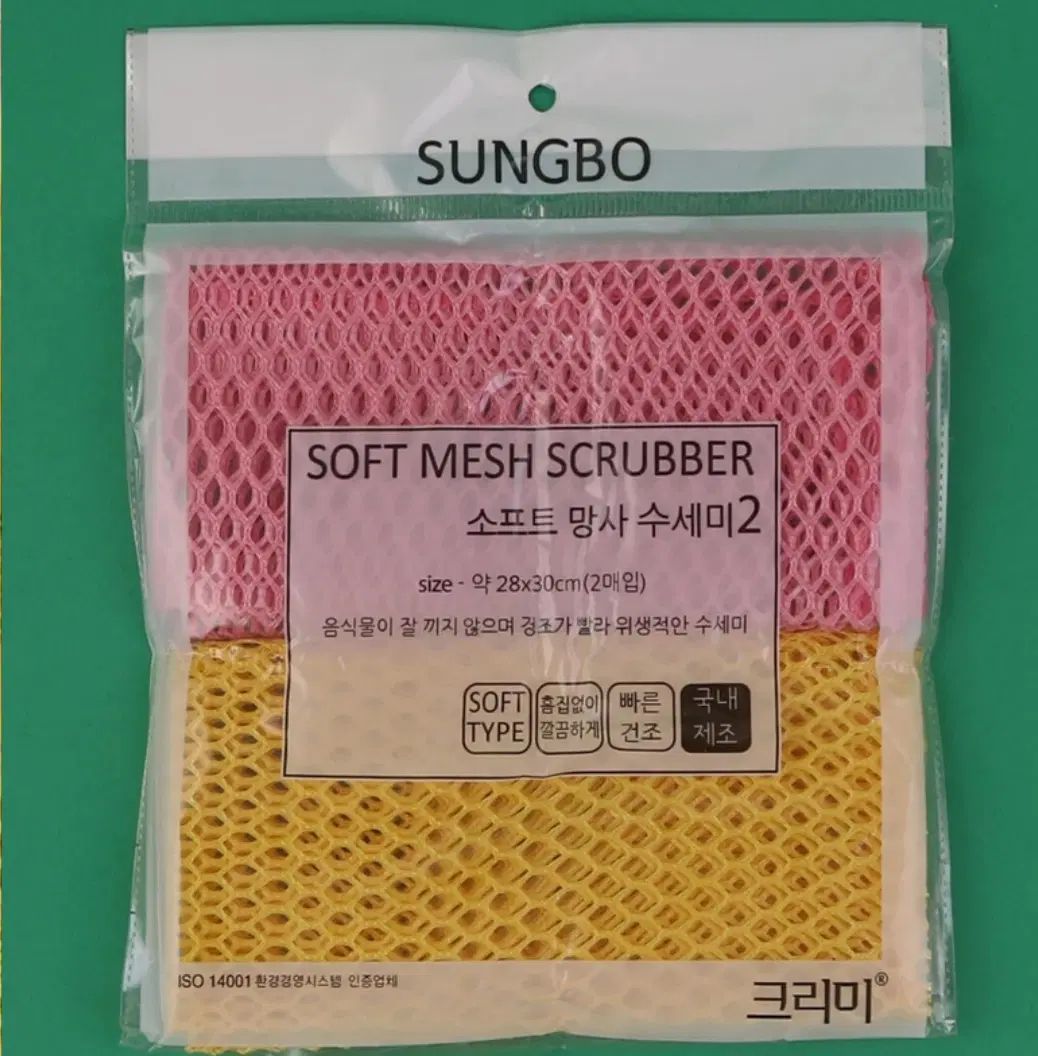 SUNGBO
SOFT MESH SCRUBBER
소프트 망사 수세미2
size - 약 28x30cm(2매입)
음식물이 잘 끼지 않으며 겅조가 빨라 위생적안 수세미
SOFT TYPE
흠집없이 깔끔하게
빠른 건조
국내 제조
ISO 14001 환경경영시스템 인증업체
크리미®